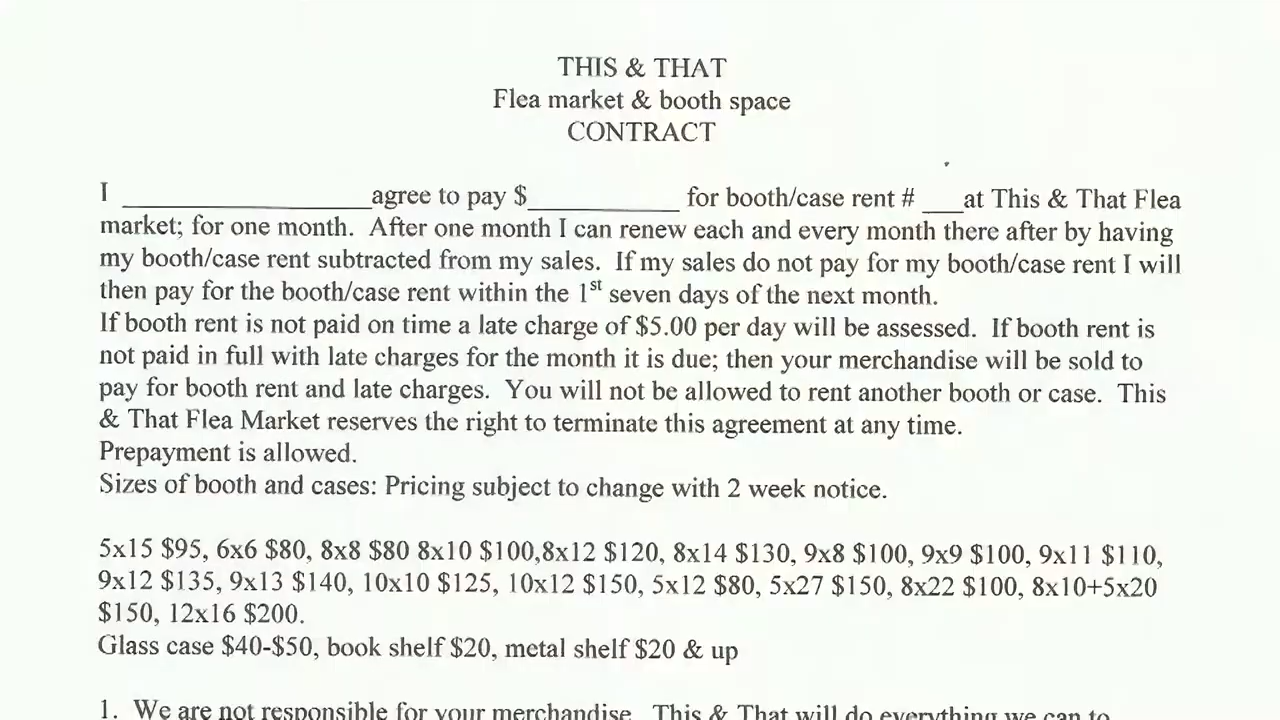 THIS & THAT
Flea market & booth space
CONTRACT
I ____________________agree to pay $____________ for booth/case rent # ___at This & That Flea
market; for one month. After one month I can renew each and every month there after by having
my booth/case rent subtracted from my sales. If my sales do not pay for my booth/case rent I will
then pay for the booth/case rent within the 1st seven days of the next month.
If booth rent is not paid on time a late charge of $5.00 per day will be assessed. If booth rent is
not paid in full with late charges for the month it is due; then your merchandise will be sold to
pay for booth rent and late charges. You will not be allowed to rent another booth or case. This
& That Flea Market reserves the right to terminate this agreement at any time.
Prepayment is allowed.
Sizes of booth and cases: Pricing subject to change with 2 week notice.
5x15 $95, 6x6 $80, 8x8 $80 8x10 $100,8x12 $120, 8x14 $130, 9x8 $100, 9x9 $100, 9x11 $110,
9x12 $135, 9x13 $140, 10x10 $125, 10x12 $150, 5x12 $80, 5x27 $150, 8x22 $100, 8x10+5x20
$150, 12x16 $200.
Glass case $40-$50, book shelf $20, metal shelf $20 & up
1. We are not responsible for your merchandise. This & That will do everything we can to